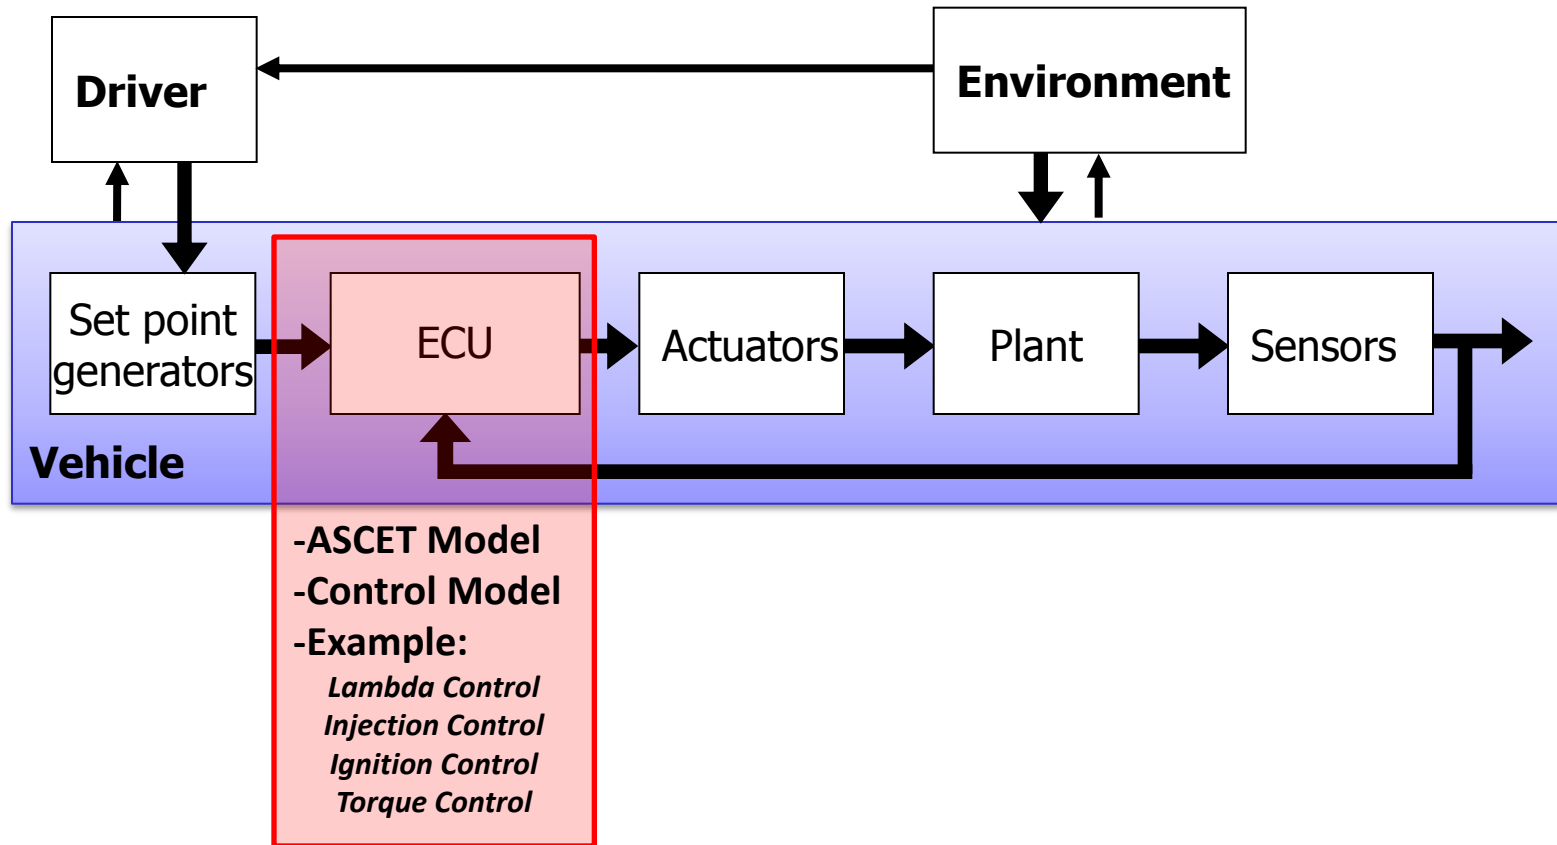 Driver
Environment
Set point
generators
ECU
Actuators
Plant
Sensors
Vehicle
-ASCET Model
-Control Model
-Example:
Lambda Control
Injection Control
Ignition Control
Torque Control